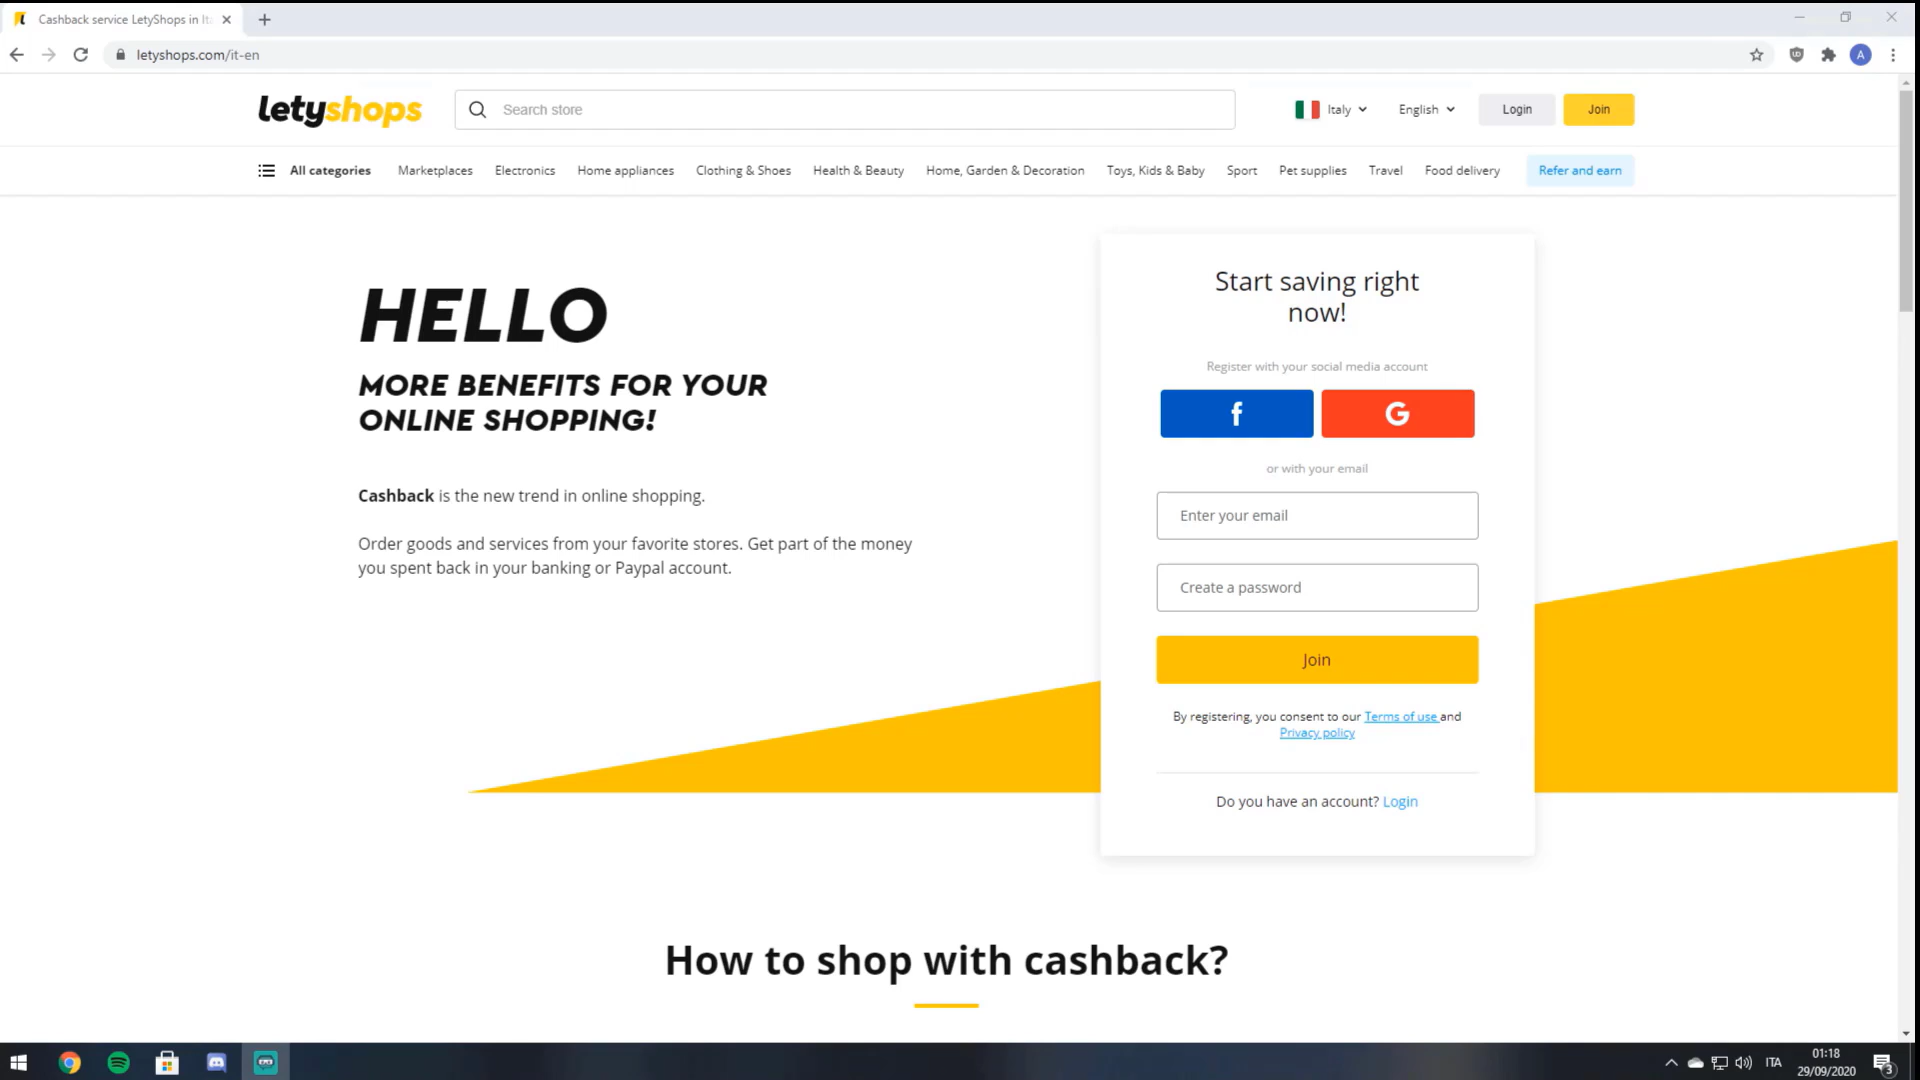 Cashback service LetyShops in Ita
letyshops.com/it-en
A
letyshops
Search store
Italy
English
Login
Join
All categories
Marketplaces
Electronics
Home appliances
Clothing & Shoes
Health & Beauty
Home, Garden & Decoration
Toys, Kids & Baby
Sport
Pet supplies
Travel
Food delivery
Refer and earn
HELLO
MORE BENEFITS FOR YOUR
ONLINE SHOPPING!
Cashback is the new trend in online shopping.
Order goods and services from your favorite stores. Get part of the money
you spent back in your banking or Paypal account.
Start saving right
now!
Register with your social media account
f
G
or with your email
Enter your email
Create a password
Join
By registering, you consent to our Terms of use and
Privacy policy
Do you have an account? Login
How to shop with cashback?
ITA
01:18
29/09/2020
3